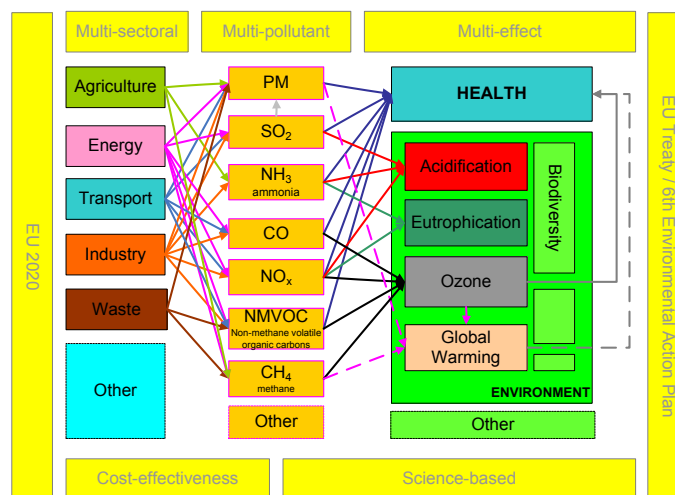 Multi-sectoral
Multi-pollutant
Multi-effect
EU 2020
Agriculture
Energy
Transport
Industry
Waste
Other
PM
SO₂
NH₃
ammonia
CO
NOₓ
NMVOC
Non-methane volatile
organic carbons
CH₄
methane
Other
HEALTH
Acidification
Eutrophication
Ozone
Global
Warming
Biodiversity
ENVIRONMENT
Other
EU Treaty / 6th Environmental Action Plan
Cost-effectiveness
Science-based